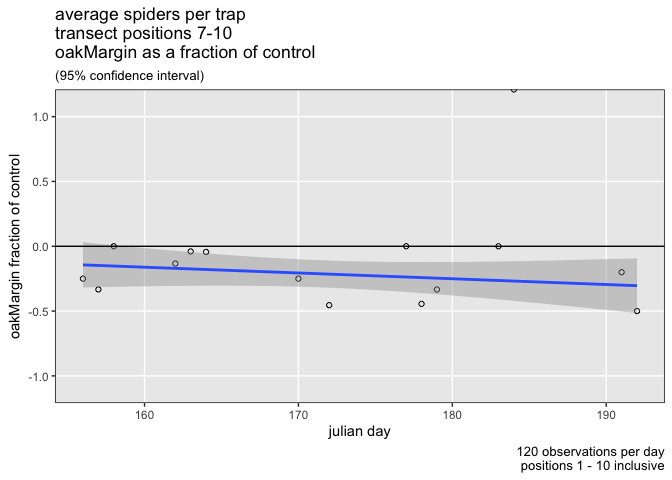 average spiders per trap
transect positions 7-10
oakMargin as a fraction of control
(95% confidence interval)
oakMargin fraction of control
1.0
0.5
0.0
-0.5
-1.0
160
170
180
190
julian day
120 observations per day
positions 1 - 10 inclusive